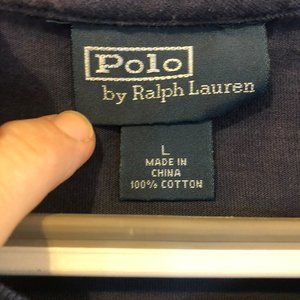 Polo
by Ralph Lauren
L
MADE IN
CHINA
100% COTTON